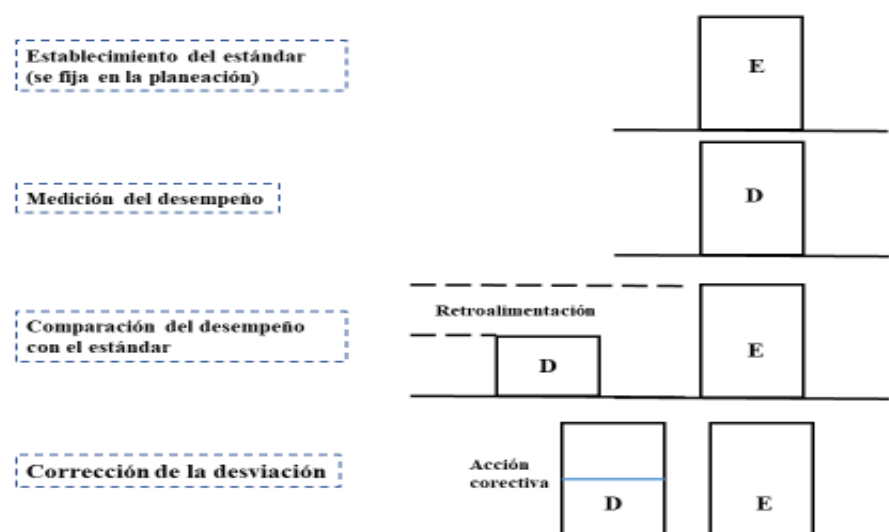 Establecimiento del estándar
(se fija en la planeación)
E
Medición del desempeño
D
Retroalimentación
Comparación del desempeño
con el estándar
D
E
Corrección de la desviación
Acción
corectiva
D
E